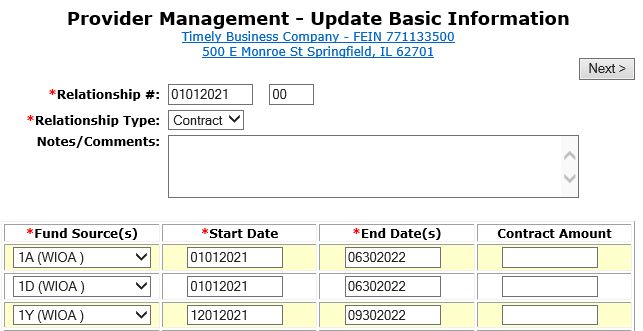 Provider Management - Update Basic Information
Timely Business Company - FEIN 771133500
500 E Monroe St Springfield, IL 62701
Next >
*Relationship #: 01012021 00
*Relationship Type: Contract
Notes/Comments:
*Fund Source(s) *Start Date *End Date(s) Contract Amount
1A (WIOA ) 01012021 06302022
1D (WIOA ) 01012021 06302022
1Y (WIOA ) 12012021 09302022